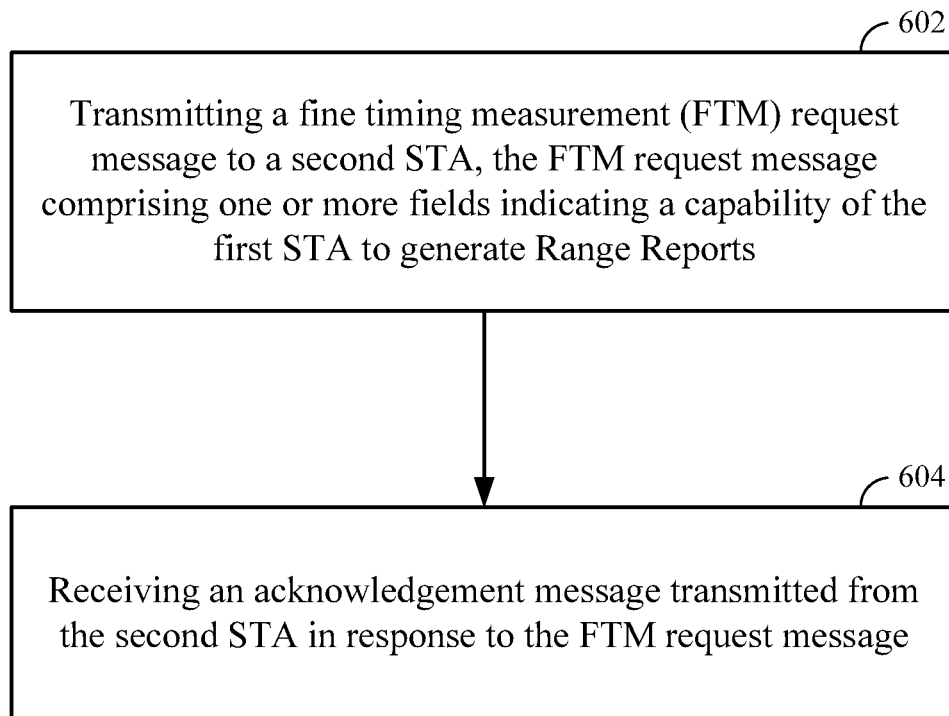 602
Transmitting a fine timing measurement (FTM) request
message to a second STA, the FTM request message
comprising one or more fields indicating a capability of the
first STA to generate Range Reports
604
Receiving an acknowledgement message transmitted from
the second STA in response to the FTM request message